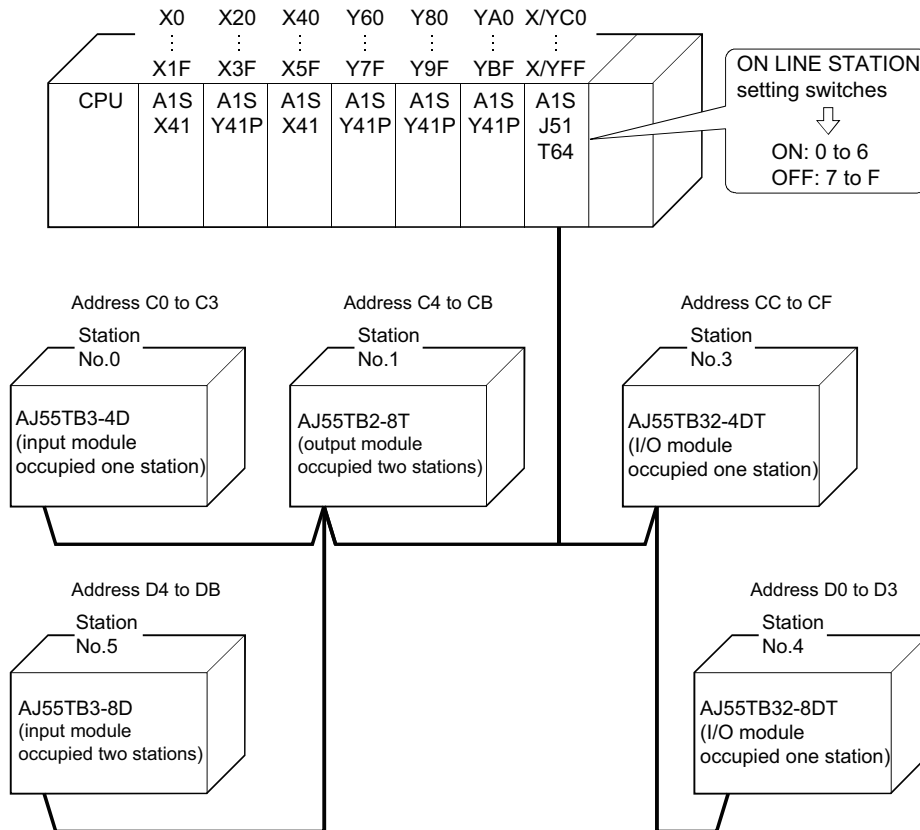 X0 X20 X40 Y60 Y80 YA0 X/YC0
X1F X3F X5F Y7F Y9F YBF X/YFF
CPU A1S A1S A1S A1S A1S A1S A1S
X41 Y41P X41 Y41P Y41P Y41P J51
T64
ON LINE STATION
setting switches
ON: 0 to 6
OFF: 7 to F
Address C0 to C3
Station
No.0
AJ55TB3-4D
(input module
occupied one station)
Address C4 to CB
Station
No.1
AJ55TB2-8T
(output module
occupied two stations)
Address CC to CF
Station
No.3
AJ55TB32-4DT
(I/O module
occupied one station)
Address D4 to DB
Station
No.5
AJ55TB3-8D
(input module
occupied two stations)
Address D0 to D3
Station
No.4
AJ55TB32-8DT
(I/O module
occupied one station)